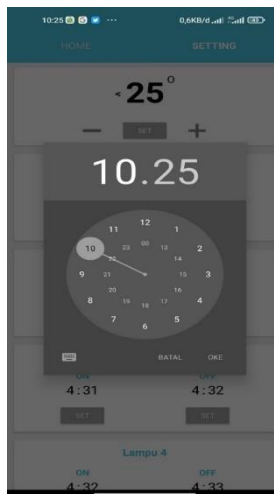 10:25 ··· 0,6KB/d
HOME SETTING
< 25 °
— SET +
10.25
12
11 1
00
23 13
10 2
22 14
9 21 15 3
20 16
8 19 17 4
18
7 5
6
BATAL OKE
ON OFF
4:31 4:32
SET SET
Lampu 4
ON OFF
4:32 4:33